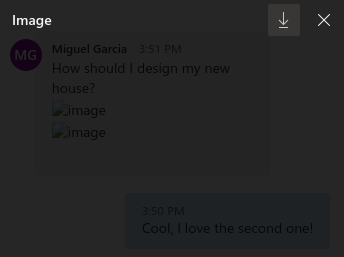 Image
MG
Miguel Garcia 3:51 PM
How should I design my new
house?
image
image
3:50 PM
Cool, I love the second one!